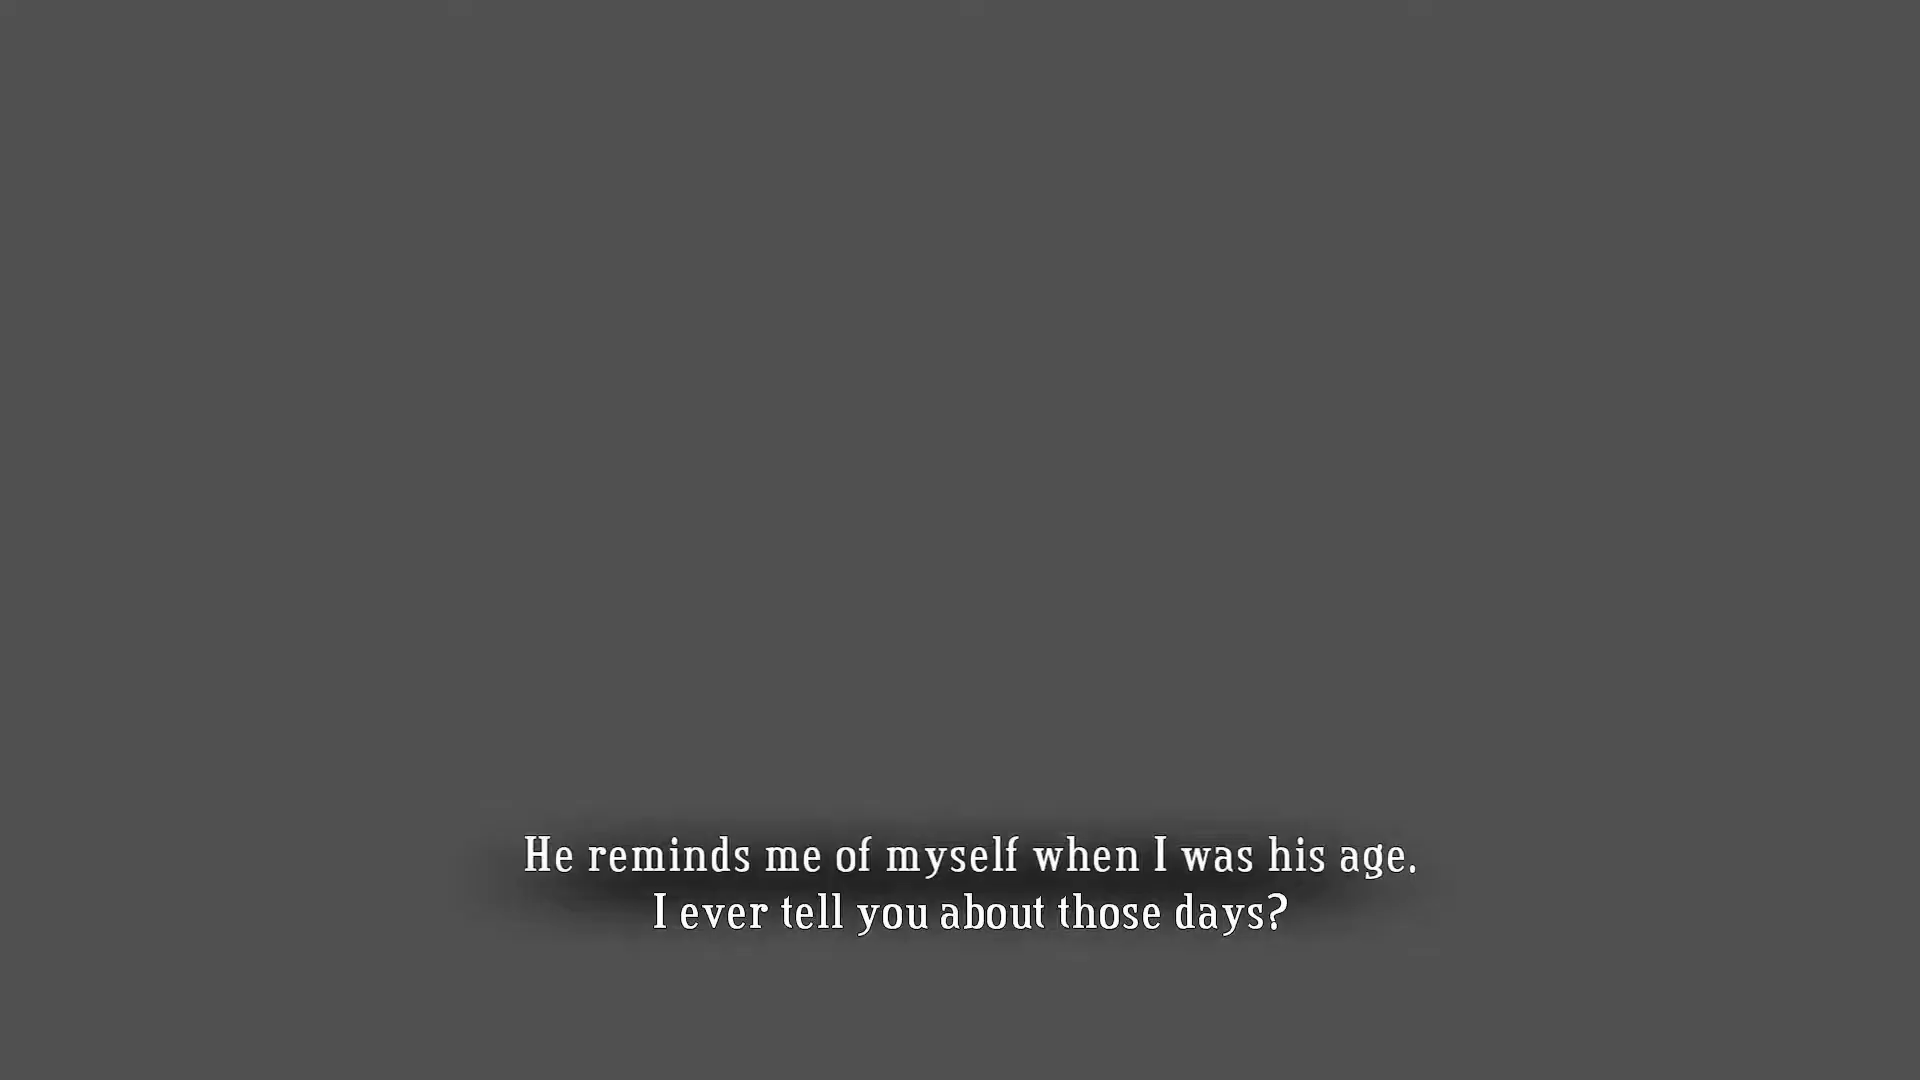 He reminds me of myself when I was his age.
I ever tell you about those days?